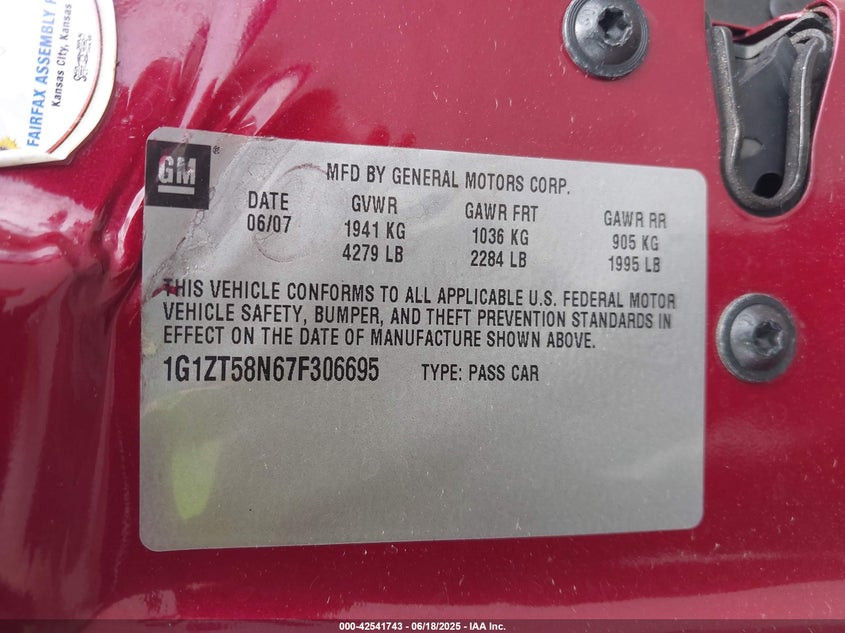 FAIRFAX ASSEMBLY
Kansas City, Kansas
GM ®
MFD BY GENERAL MOTORS CORP.
DATE GVWR GAWR FRT GAWR RR
06/07 1941 KG 1036 KG 905 KG
4279 LB 2284 LB 1995 LB
THIS VEHICLE CONFORMS TO ALL APPLICABLE U.S. FEDERAL MOTOR
VEHICLE SAFETY, BUMPER, AND THEFT PREVENTION STANDARDS IN
EFFECT ON THE DATE OF MANUFACTURE SHOWN ABOVE.
1G1ZT58N67F306695 TYPE: PASS CAR
000-42541743 - 06/18/2025 - IAA Inc.